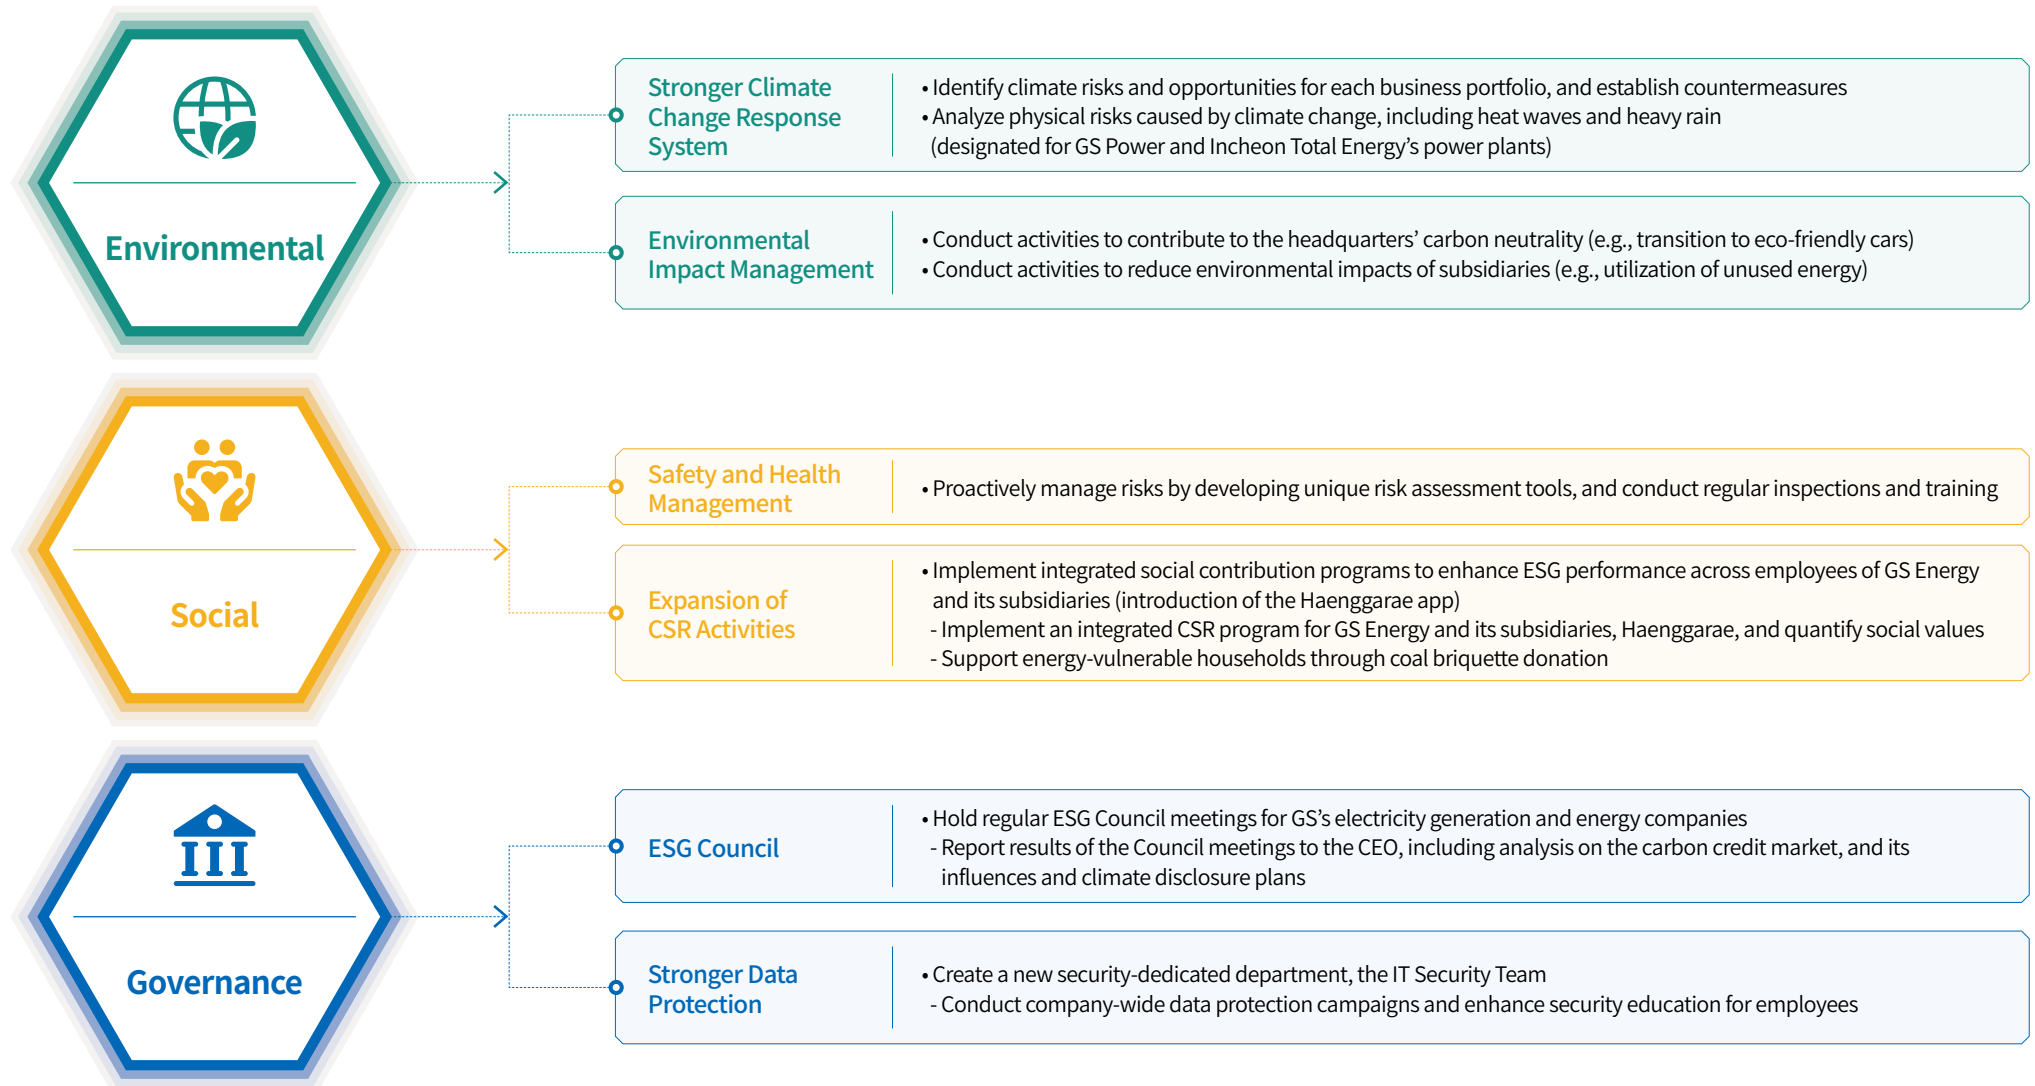 Environmental
Stronger Climate
Change Response
System
• Identify climate risks and opportunities for each business portfolio, and establish countermeasures
• Analyze physical risks caused by climate change, including heat waves and heavy rain
(designated for GS Power and Incheon Total Energy’s power plants)
Environmental
Impact Management
• Conduct activities to contribute to the headquarters’ carbon neutrality (e.g., transition to eco-friendly cars)
• Conduct activities to reduce environmental impacts of subsidiaries (e.g., utilization of unused energy)
Social
Safety and Health
Management
• Proactively manage risks by developing unique risk assessment tools, and conduct regular inspections and training
Expansion of
CSR Activities
• Implement integrated social contribution programs to enhance ESG performance across employees of GS Energy
and its subsidiaries (introduction of the Haenggarae app)
- Implement an integrated CSR program for GS Energy and its subsidiaries, Haenggarae, and quantify social values
- Support energy-vulnerable households through coal briquette donation
Governance
ESG Council
• Hold regular ESG Council meetings for GS’s electricity generation and energy companies
- Report results of the Council meetings to the CEO, including analysis on the carbon credit market, and its
influences and climate disclosure plans
Stronger Data
Protection
• Create a new security-dedicated department, the IT Security Team
- Conduct company-wide data protection campaigns and enhance security education for employees